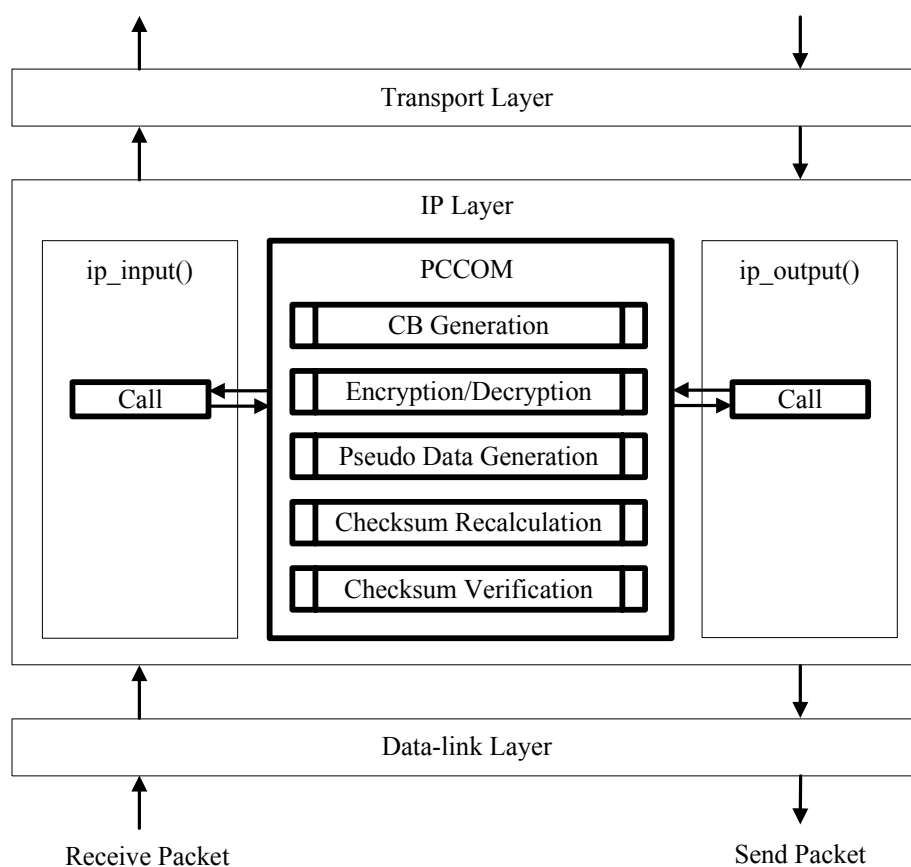 Transport Layer
IP Layer
ip_input()
PCCOM
ip_output()
CB Generation
Call
Encryption/Decryption
Call
Pseudo Data Generation
Checksum Recalculation
Checksum Verification
Data-link Layer
Receive Packet
Send Packet